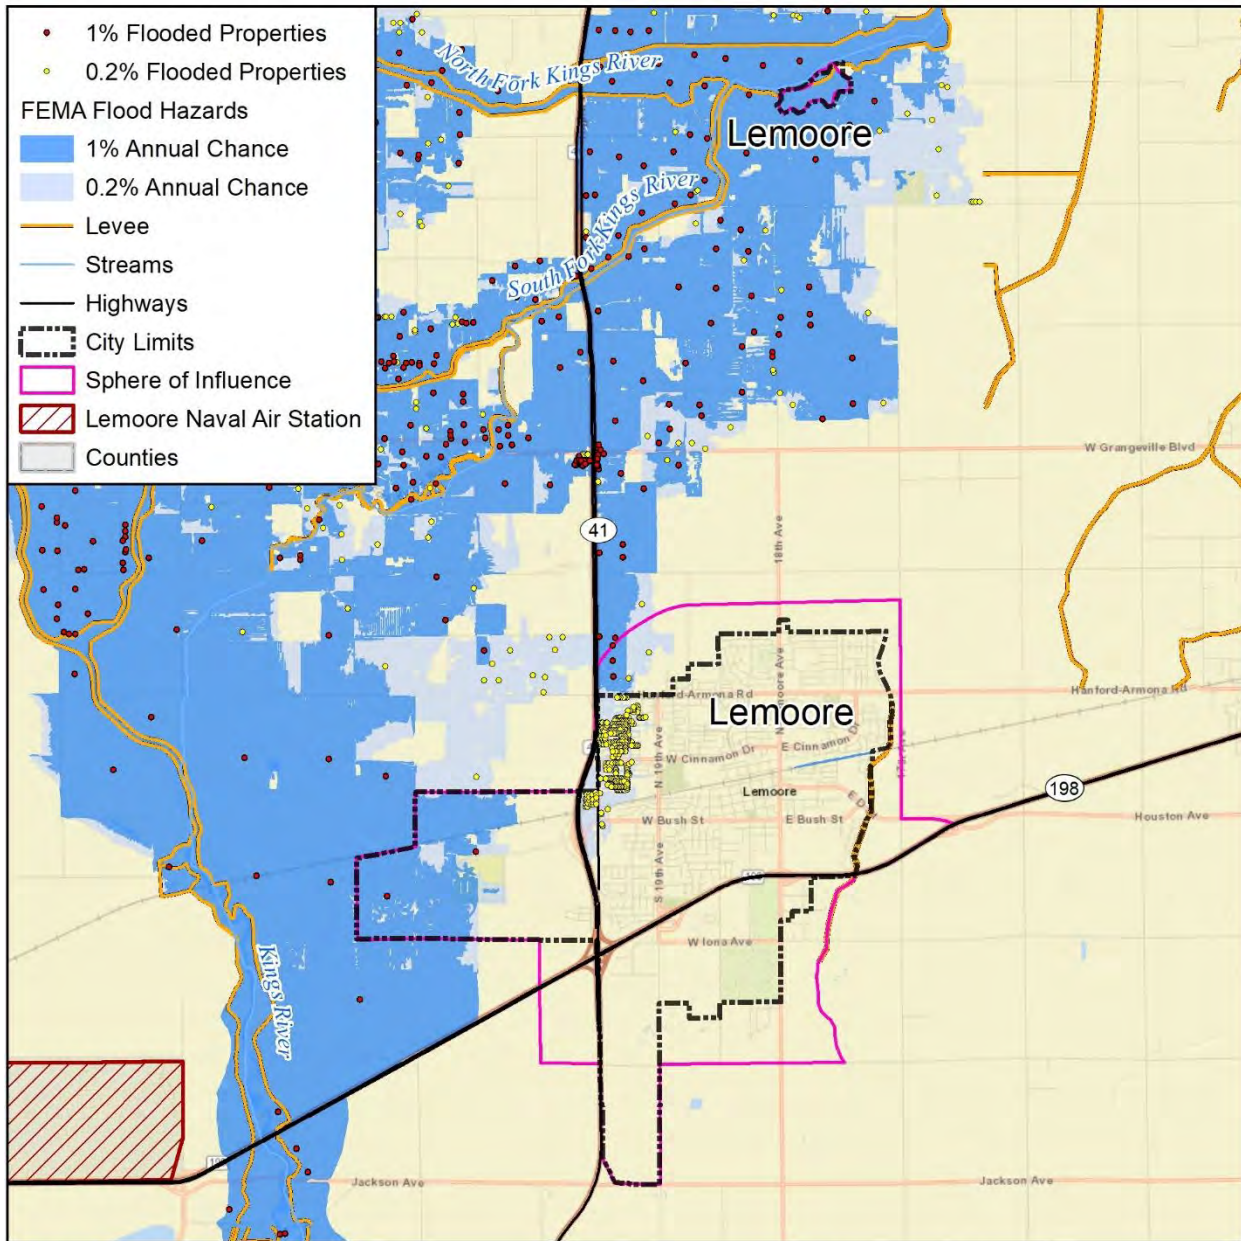 1% Flooded Properties
0.2% Flooded Properties
FEMA Flood Hazards
1% Annual Chance
0.2% Annual Chance
Levee
Streams
Highways
City Limits
Sphere of Influence
Lemoore Naval Air Station
Counties
North Fork Kings River
Lemoore
South Fork Kings River
W Grangeville Blvd
41
18th Ave
Hanford-Armona Rd
Lemoore
W Cinnamon Dr
E Cinnamon Dr
N 19th Ave
Lemoore
198
W Bush St
E Bush St
Houston Ave
S 19th Ave
W Iona Ave
Kings River
Jackson Ave
Jackson Ave